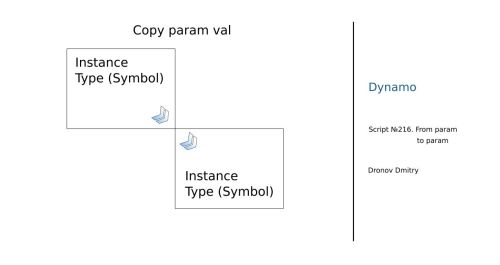 Copy param val
Instance
Type (Symbol)
Instance
Type (Symbol)
Dynamo
Script №216. From param
to param
Dronov Dmitry